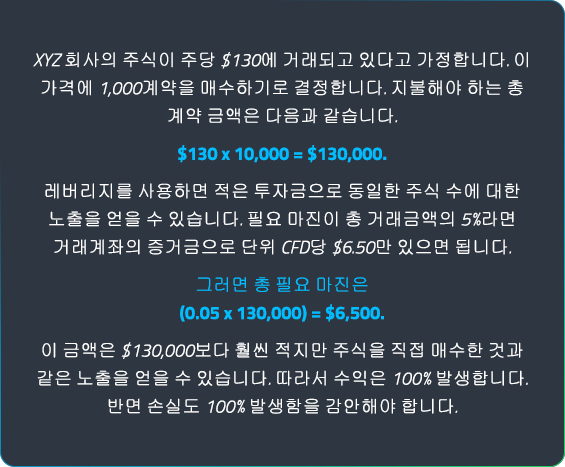 XYZ 회사의 주식이 주당 $130에 거래되고 있다고 가정합니다. 이
가격에 1,000계약을 매수하기로 결정합니다. 지불해야 하는 총
계약 금액은 다음과 같습니다.
$130 x 10,000 = $130,000.
레버리지를 사용하면 적은 투자금으로 동일한 주식 수에 대한
노출을 얻을 수 있습니다. 필요 마진이 총 거래금액의 5%라면
거래계좌의 증거금으로 단위 CFD당 $6.50만 있으면 됩니다.
그러면 총 필요 마진은
(0.05 x 130,000) = $6,500.
이 금액은 $130,000보다 훨씬 적지만 주식을 직접 매수한 것과
같은 노출을 얻을 수 있습니다. 따라서 수익은 100% 발생합니다.
반면 손실도 100% 발생함을 감안해야 합니다.